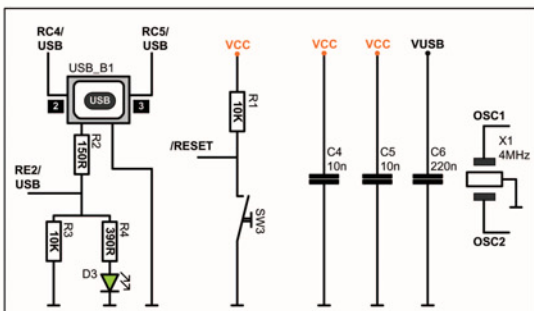 RC4/
USB
RC5/
USB
USB_B1
2
USB
3
R2
150R
RE2/
USB
R3
10K
R4
390R
D3
VCC
R1
10K
/RESET
SW3
VCC
VCC
VUSB
C4
10n
C5
10n
C6
220n
OSC1
X1
4MHz
OSC2